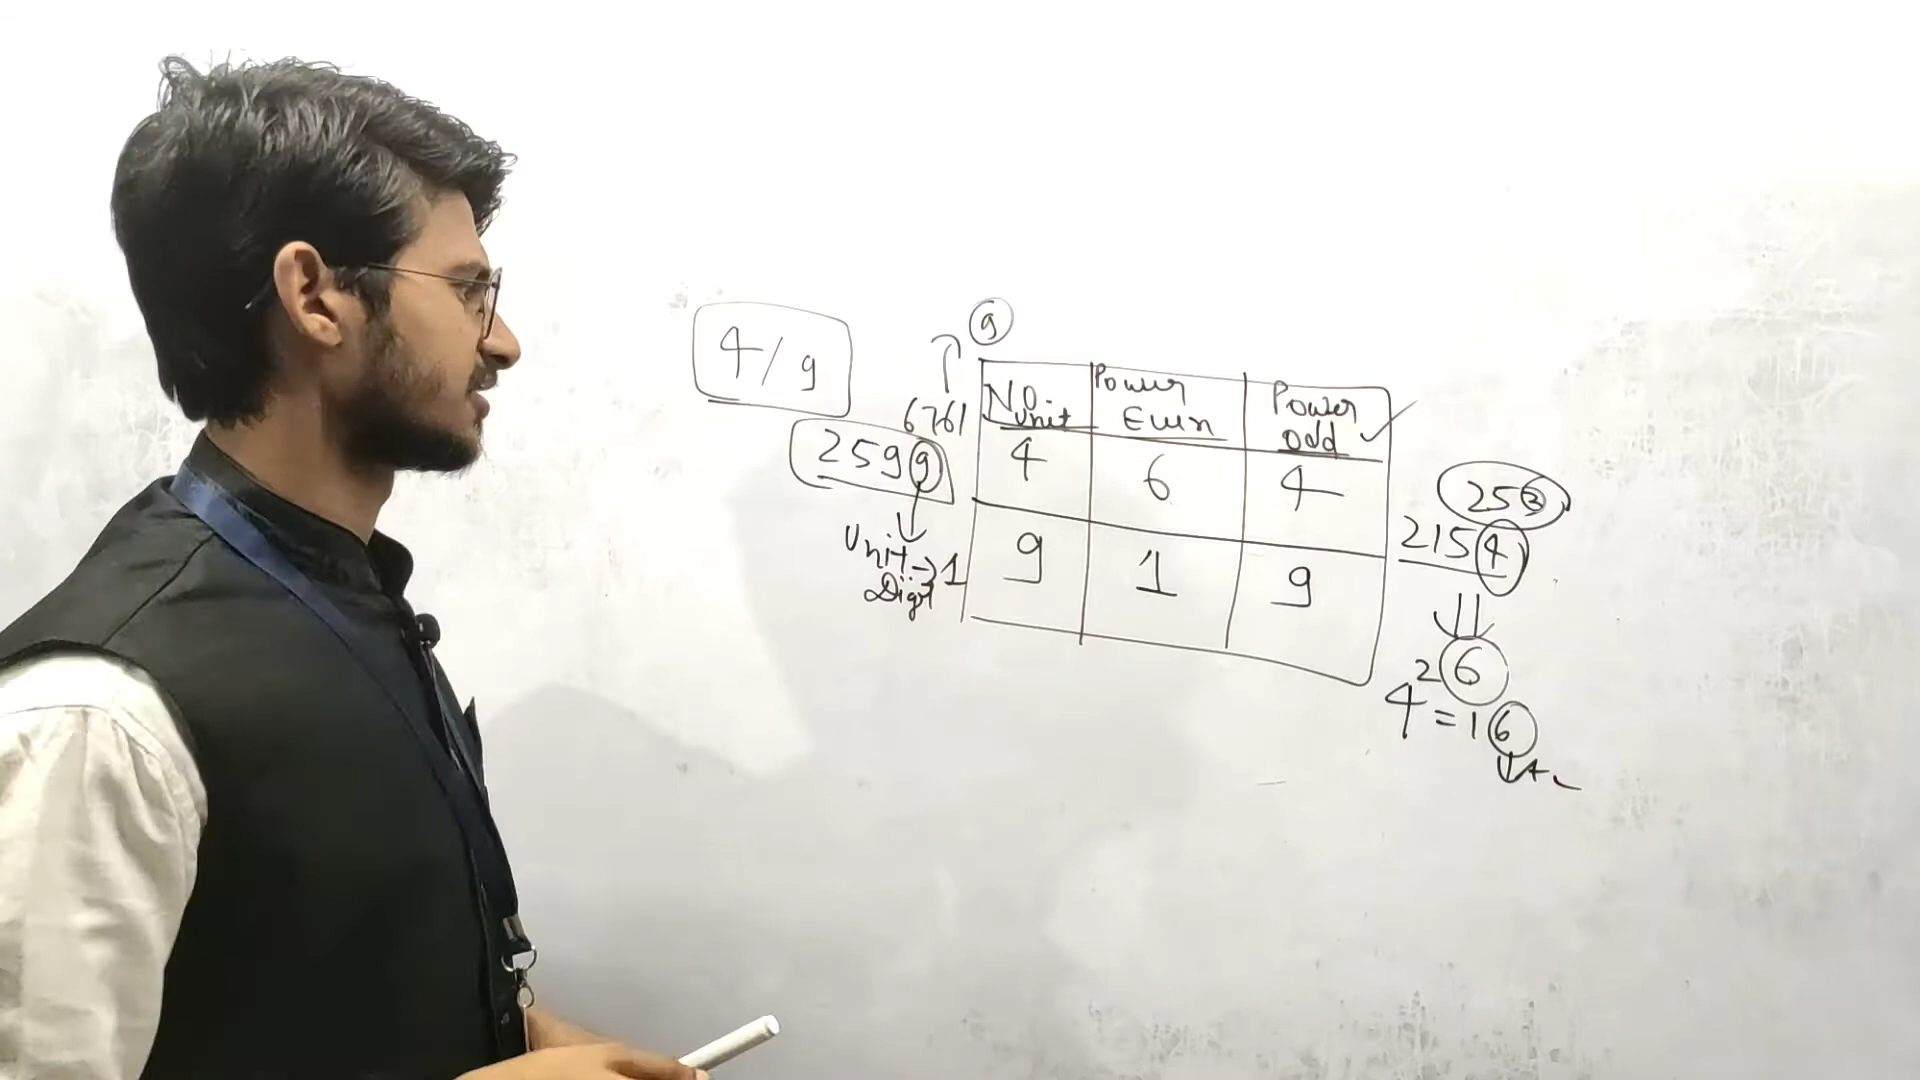 4/9
9
6761
2599
Unit → 1
Digit
NO. Unit | Power Even | Power Odd
4 | 6 | 4
9 | 1 | 9
2154
6
4² = 16